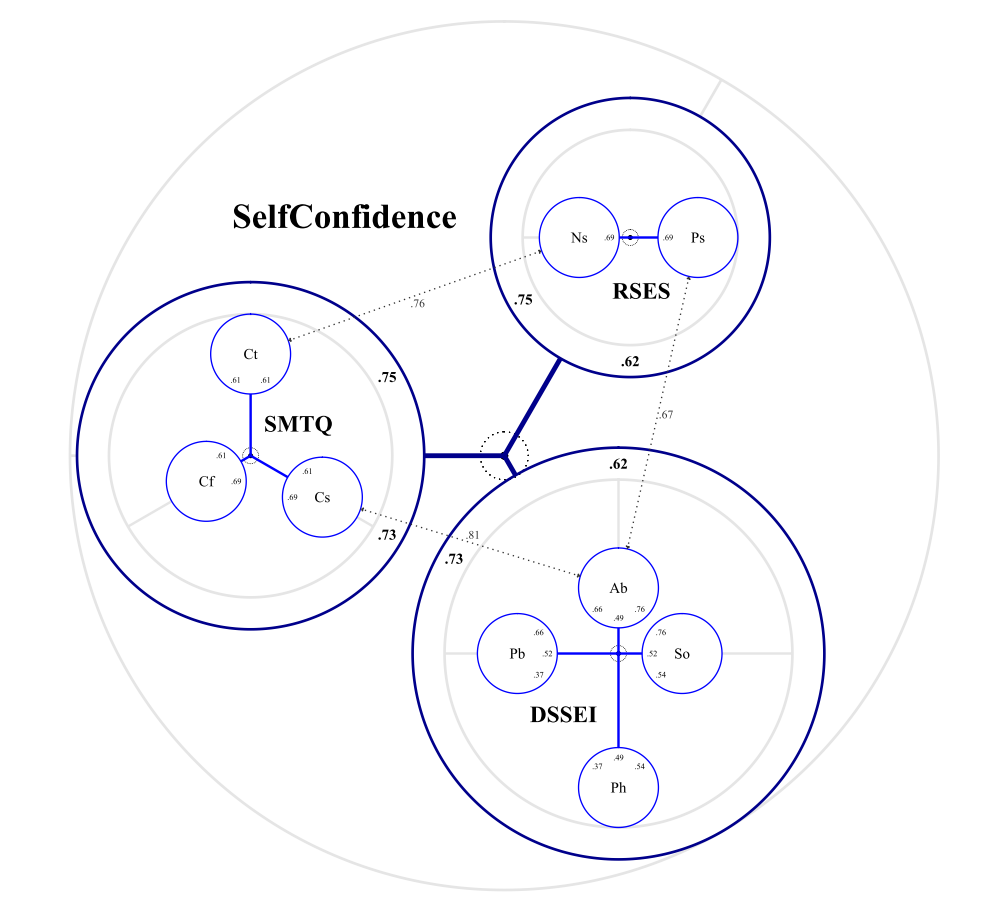 SelfConfidence
Ns .69 .69 Ps
RSES
.75
.76
.62
Ct
.61 .61
.75
SMTQ
.67
.61
Cf
.69
.61
.69 Cs
.62
.73
.81
.73
Ab
.66 .76
.49
.66
Pb .52
.37
.76
.52 So
.54
DSSEI
.49
.37 .54
Ph